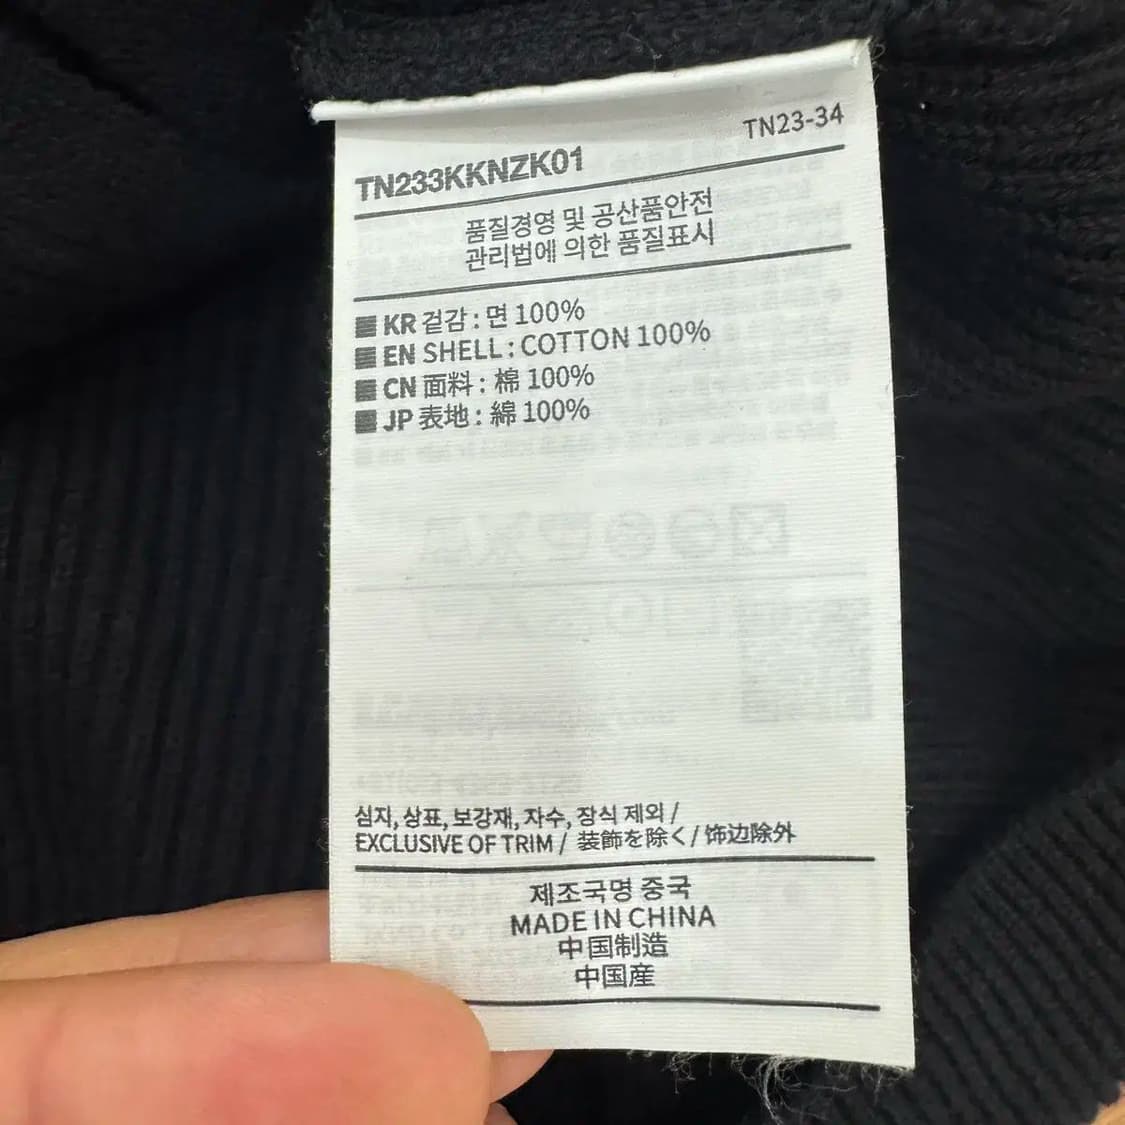 TN23-34
TN233KKNZK01
품질경영 및 공산품안전
관리법에 의한 품질표시
KR 겉감 : 면 100%
EN SHELL : COTTON 100%
CN 面料 : 棉 100%
JP 表地 : 綿 100%
심지, 상표, 보강재, 자수, 장식 제외 /
EXCLUSIVE OF TRIM / 装飾を除く / 饰边除外
제조국명 중국
MADE IN CHINA
中国制造
中国産